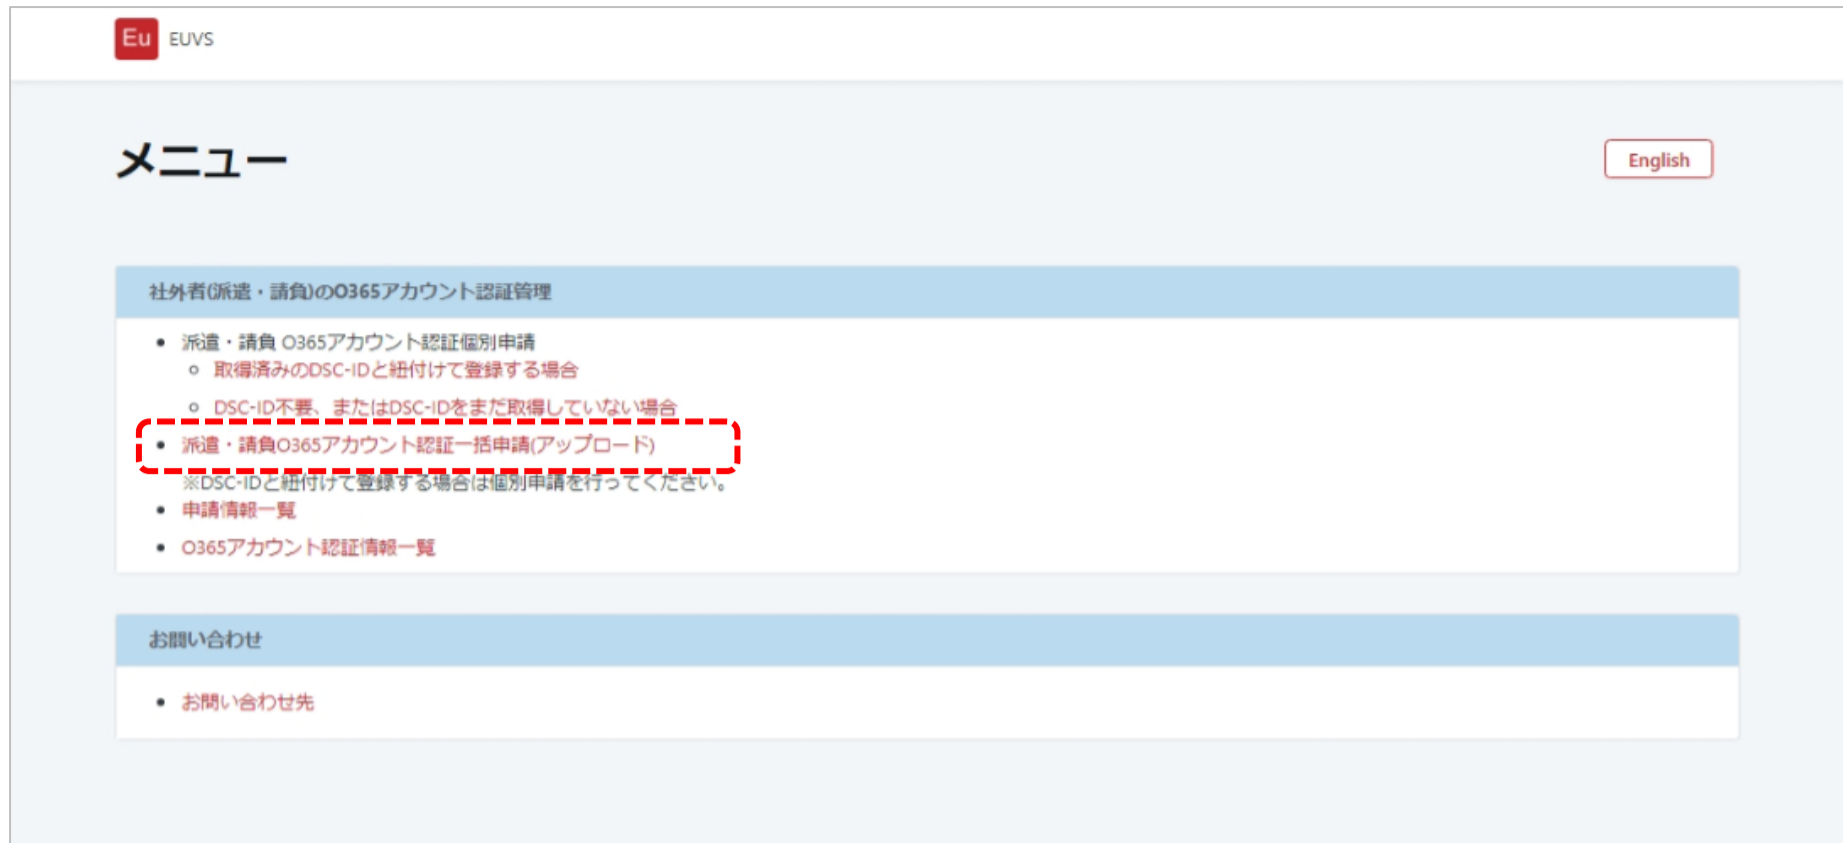 Eu EUVS
メニュー
English
社外者(派遣・請負)のO365アカウント認証管理
派遣・請負 O365アカウント認証個別申請
取得済みのDSC-IDと紐付けて登録する場合
DSC-ID不要、またはDSC-IDをまだ取得していない場合
派遣・請負O365アカウント認証一括申請(アップロード)
※DSC-IDと紐付けて登録する場合は個別申請を行ってください。
申請情報一覧
O365アカウント認証情報一覧
お問い合わせ
お問い合わせ先